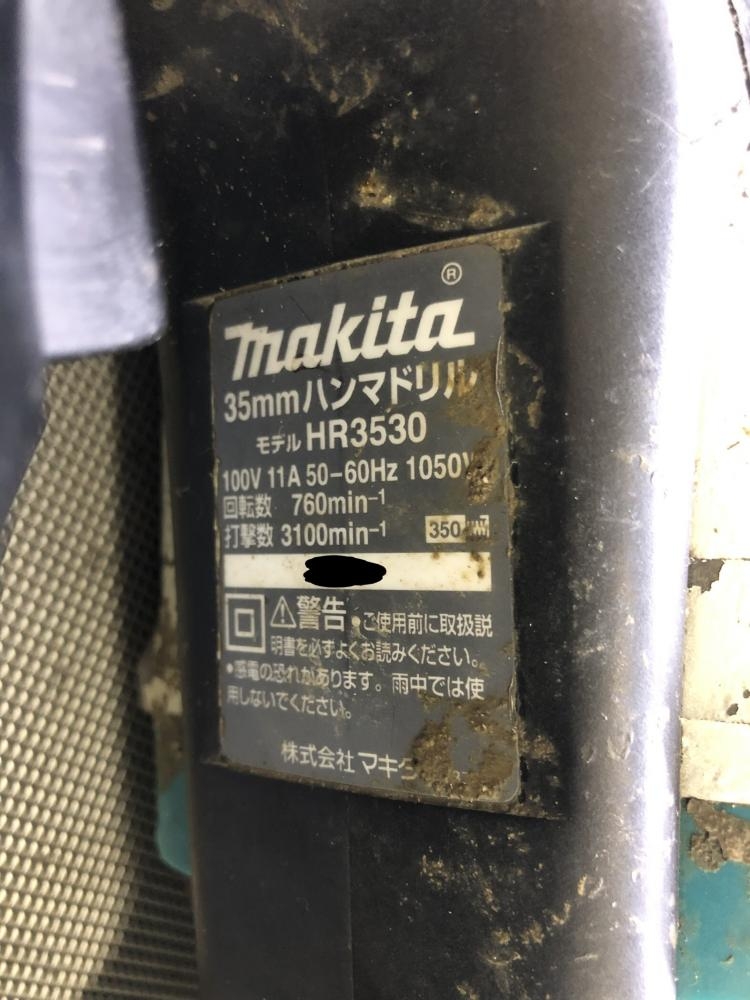 makita®
35mmハンマドリル
モデル HR3530
100V 11A 50-60Hz 1050W
回転数 760min⁻¹
打撃数 3100min⁻¹ 350
⚠警告 •ご使用前に取扱説
明書を必ずよくお読みください。
•感電の恐れがあります。雨中では使
用しないでください。
株式会社 マキタ